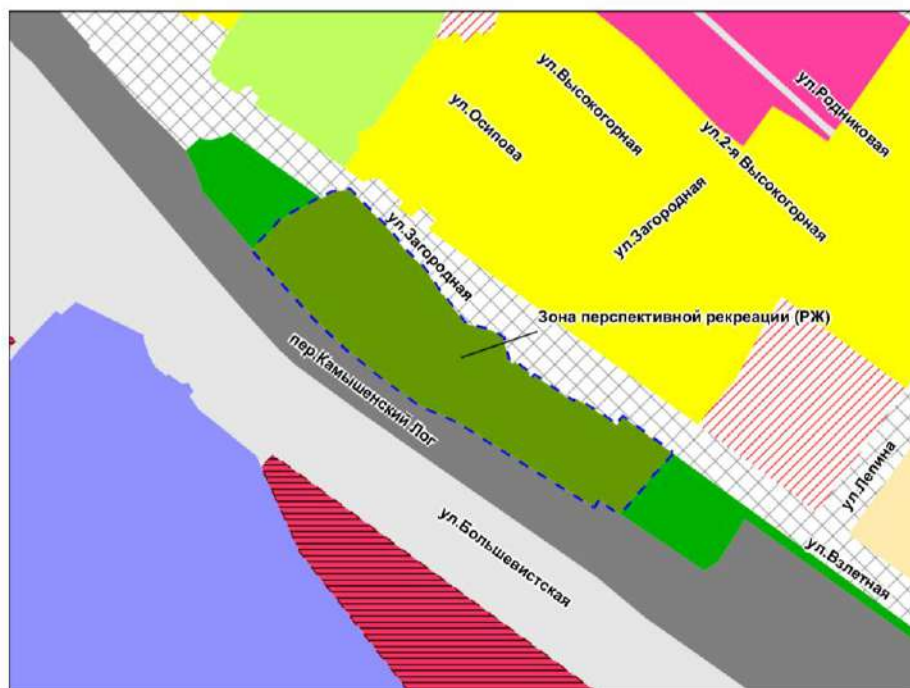 ул.Высокогорная
ул.Родниковая
ул.Осипова
ул.2-я Высокогорная
ул.Загородная
ул.Загородная
Зона перспективной рекреации (РЖ)
пер.Камышенский Лог
ул.Лепина
ул.Большевистская
ул.Взлетная